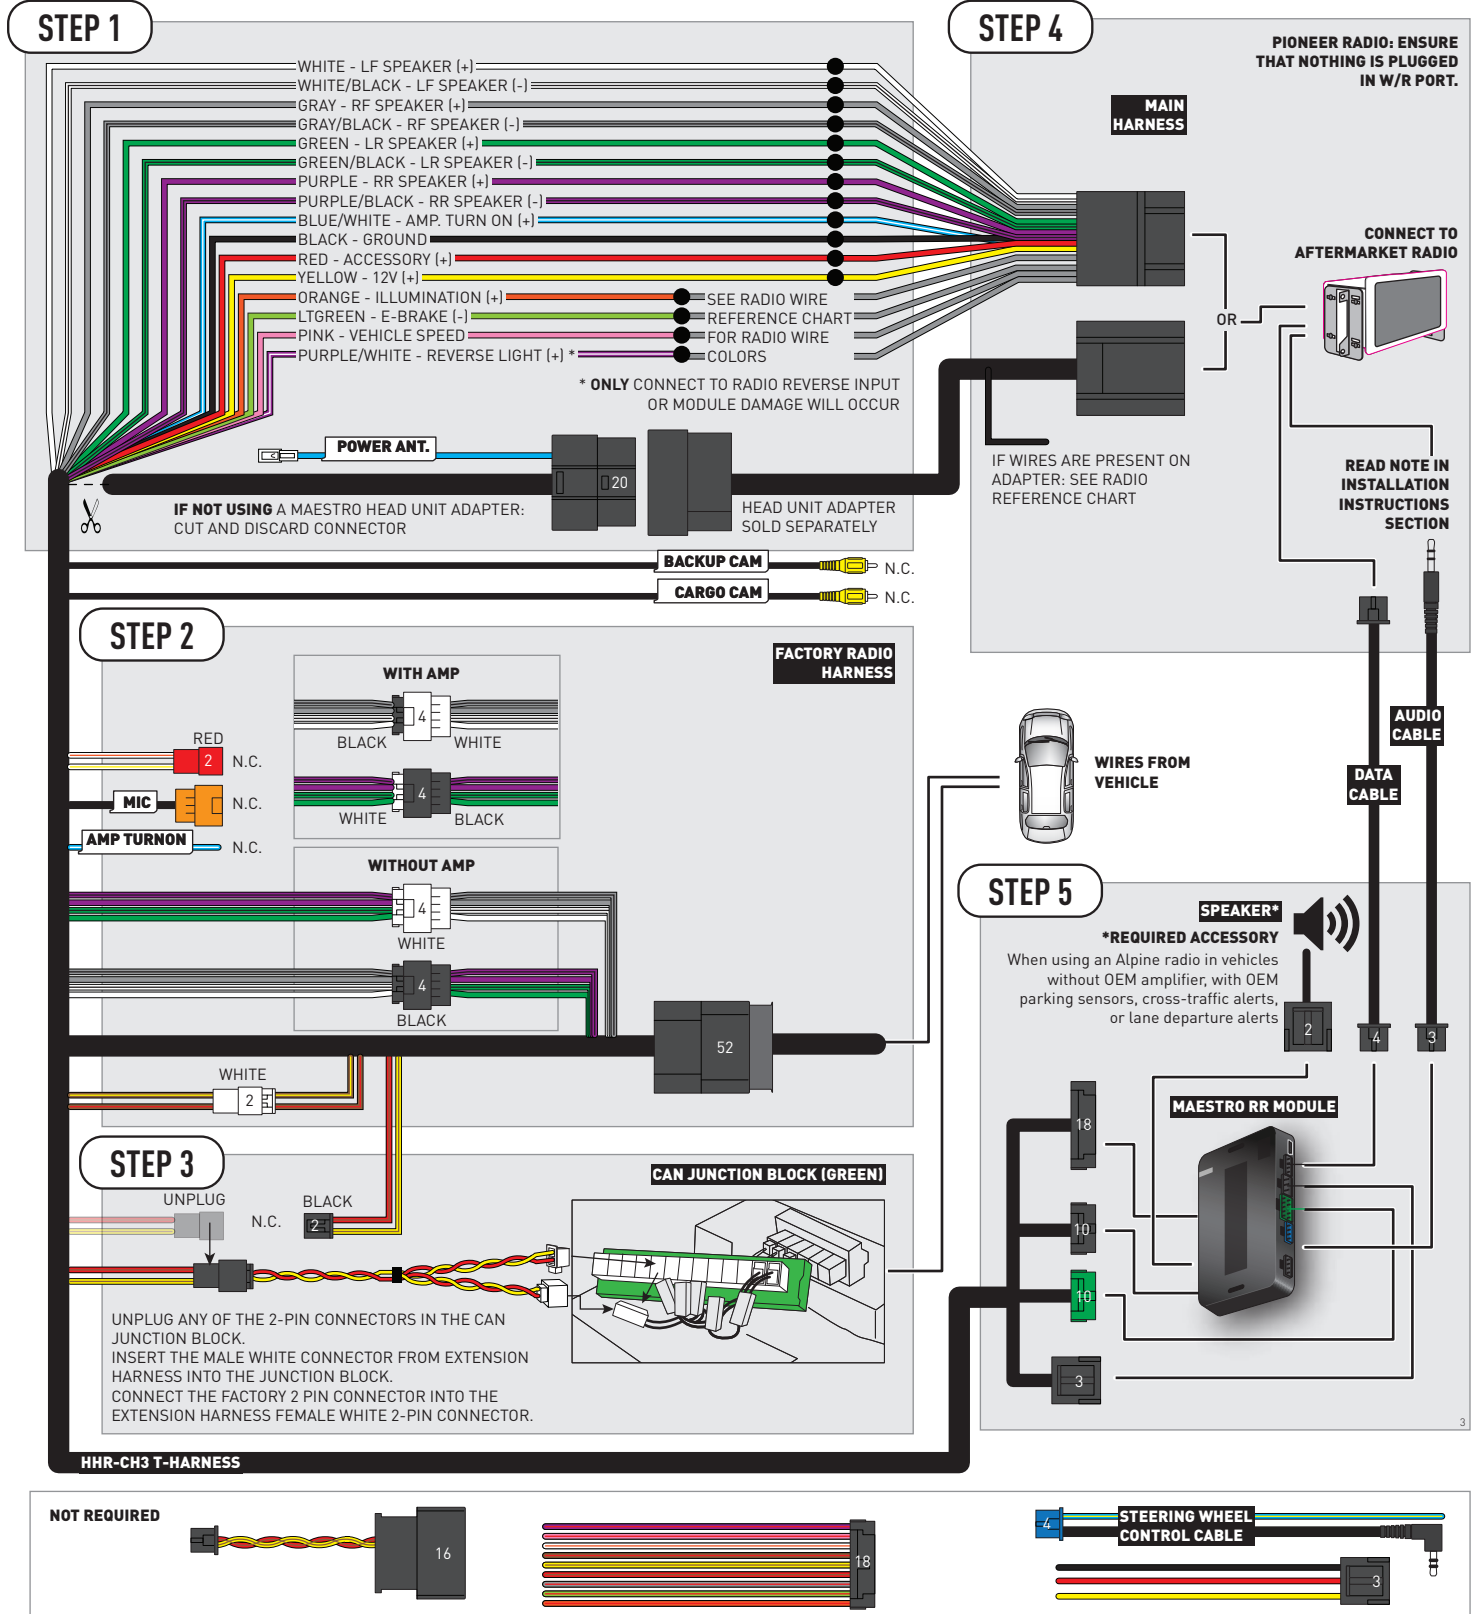 STEP 1
WHITE - LF SPEAKER (+)
WHITE/BLACK - LF SPEAKER (-)
GRAY - RF SPEAKER (+)
GRAY/BLACK - RF SPEAKER (-)
GREEN - LR SPEAKER (+)
GREEN/BLACK - LR SPEAKER (-)
PURPLE - RR SPEAKER (+)
PURPLE/BLACK - RR SPEAKER (-)
BLUE/WHITE - AMP. TURN ON (+)
BLACK - GROUND
RED - ACCESSORY (+)
YELLOW - 12V (+)
ORANGE - ILLUMINATION (+)
LTGREEN - E-BRAKE (-)
PINK - VEHICLE SPEED
PURPLE/WHITE - REVERSE LIGHT (+) *
SEE RADIO WIRE
REFERENCE CHART
FOR RADIO WIRE
COLORS
* ONLY CONNECT TO RADIO REVERSE INPUT
OR MODULE DAMAGE WILL OCCUR
POWER ANT.
20
IF NOT USING A MAESTRO HEAD UNIT ADAPTER:
CUT AND DISCARD CONNECTOR
HEAD UNIT ADAPTER
SOLD SEPARATELY
BACKUP CAM
N.C.
CARGO CAM
N.C.
STEP 4
PIONEER RADIO: ENSURE
THAT NOTHING IS PLUGGED
IN W/R PORT.
MAIN
HARNESS
CONNECT TO
AFTERMARKET RADIO
OR
IF WIRES ARE PRESENT ON
ADAPTER: SEE RADIO
REFERENCE CHART
READ NOTE IN
INSTALLATION
INSTRUCTIONS
SECTION
AUDIO
CABLE
DATA
CABLE
STEP 2
FACTORY RADIO
HARNESS
WITH AMP
4
BLACK
WHITE
4
WHITE
BLACK
RED
2
N.C.
MIC
N.C.
AMP TURNON
N.C.
WITHOUT AMP
4
WHITE
4
BLACK
52
WHITE
2
WIRES FROM
VEHICLE
STEP 3
CAN JUNCTION BLOCK (GREEN)
UNPLUG
N.C.
BLACK
2
UNPLUG ANY OF THE 2-PIN CONNECTORS IN THE CAN
JUNCTION BLOCK.
INSERT THE MALE WHITE CONNECTOR FROM EXTENSION
HARNESS INTO THE JUNCTION BLOCK.
CONNECT THE FACTORY 2 PIN CONNECTOR INTO THE
EXTENSION HARNESS FEMALE WHITE 2-PIN CONNECTOR.
HHR-CH3 T-HARNESS
STEP 5
SPEAKER*
*REQUIRED ACCESSORY
When using an Alpine radio in vehicles
without OEM amplifier, with OEM
parking sensors, cross-traffic alerts,
or lane departure alerts
2
4
3
MAESTRO RR MODULE
18
10
10
3
3
NOT REQUIRED
16
18
4
STEERING WHEEL
CONTROL CABLE
3